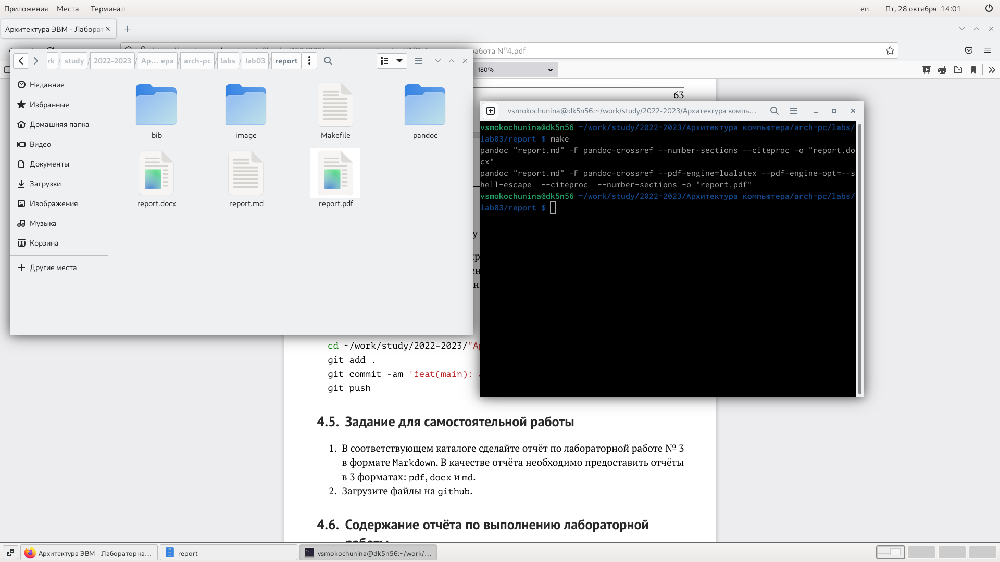 Приложения Места Терминал
en Пт, 28 октября 14:01
Архитектура ЭВМ - Лаборат
абота №4.pdf
180%
rk / study / 2022-2023 / Ap… ера / arch-pc / labs / lab03 / report
Недавние
Избранные
Домашняя папка
Видео
Документы
Загрузки
Изображения
Музыка
Корзина
Другие места
bib
image
Makefile
pandoc
report.docx
report.md
report.pdf
63
vsmokochunina@dk5n56:~/work/study/2022-2023/Архитектура компь…
vsmokochunina@dk5n56 ~/work/study/2022-2023/Архитектура компьютера/arch-pc/labs/
lab03/report $ make
pandoc "report.md" -F pandoc-crossref --number-sections --citeproc -o "report.do
cx"
pandoc "report.md" -F pandoc-crossref --pdf-engine=lualatex --pdf-engine-opt=--s
hell-escape  --citeproc  --number-sections -o "report.pdf"
vsmokochunina@dk5n56 ~/work/study/2022-2023/Архитектура компьютера/arch-pc/labs/
lab03/report $
cd ~/work/study/2022-2023/"А
git add .
git commit -am 'feat(main):
git push
4.5. Задание для самостоятельной работы
1. В соответствующем каталоге сделайте отчёт по лабораторной работе № 3
в формате Markdown. В качестве отчёта необходимо предоставить отчёты
в 3 форматах: pdf, docx и md.
2. Загрузите файлы на github.
4.6. Содержание отчёта по выполнению лабораторной
работы
Архитектура ЭВМ - Лабораторна…
report
vsmokochunina@dk5n56:~/work/…